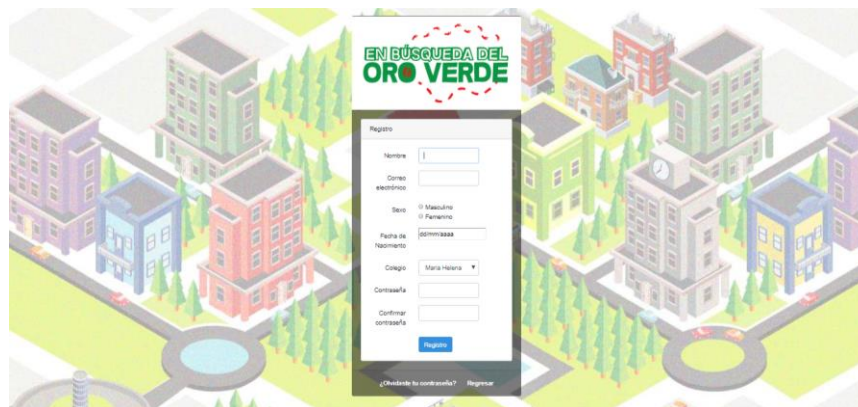 EN BÚSQUEDA DEL
ORO VERDE
Registro
Nombre
Correo
electrónico
Sexo
Masculino
Femenino
Fecha de
Nacimiento
dd/mm/aaaa
Colegio
Maria Helena
Contraseña
Confirmar
contraseña
Registro
¿Olvidaste tu contraseña? Regresar